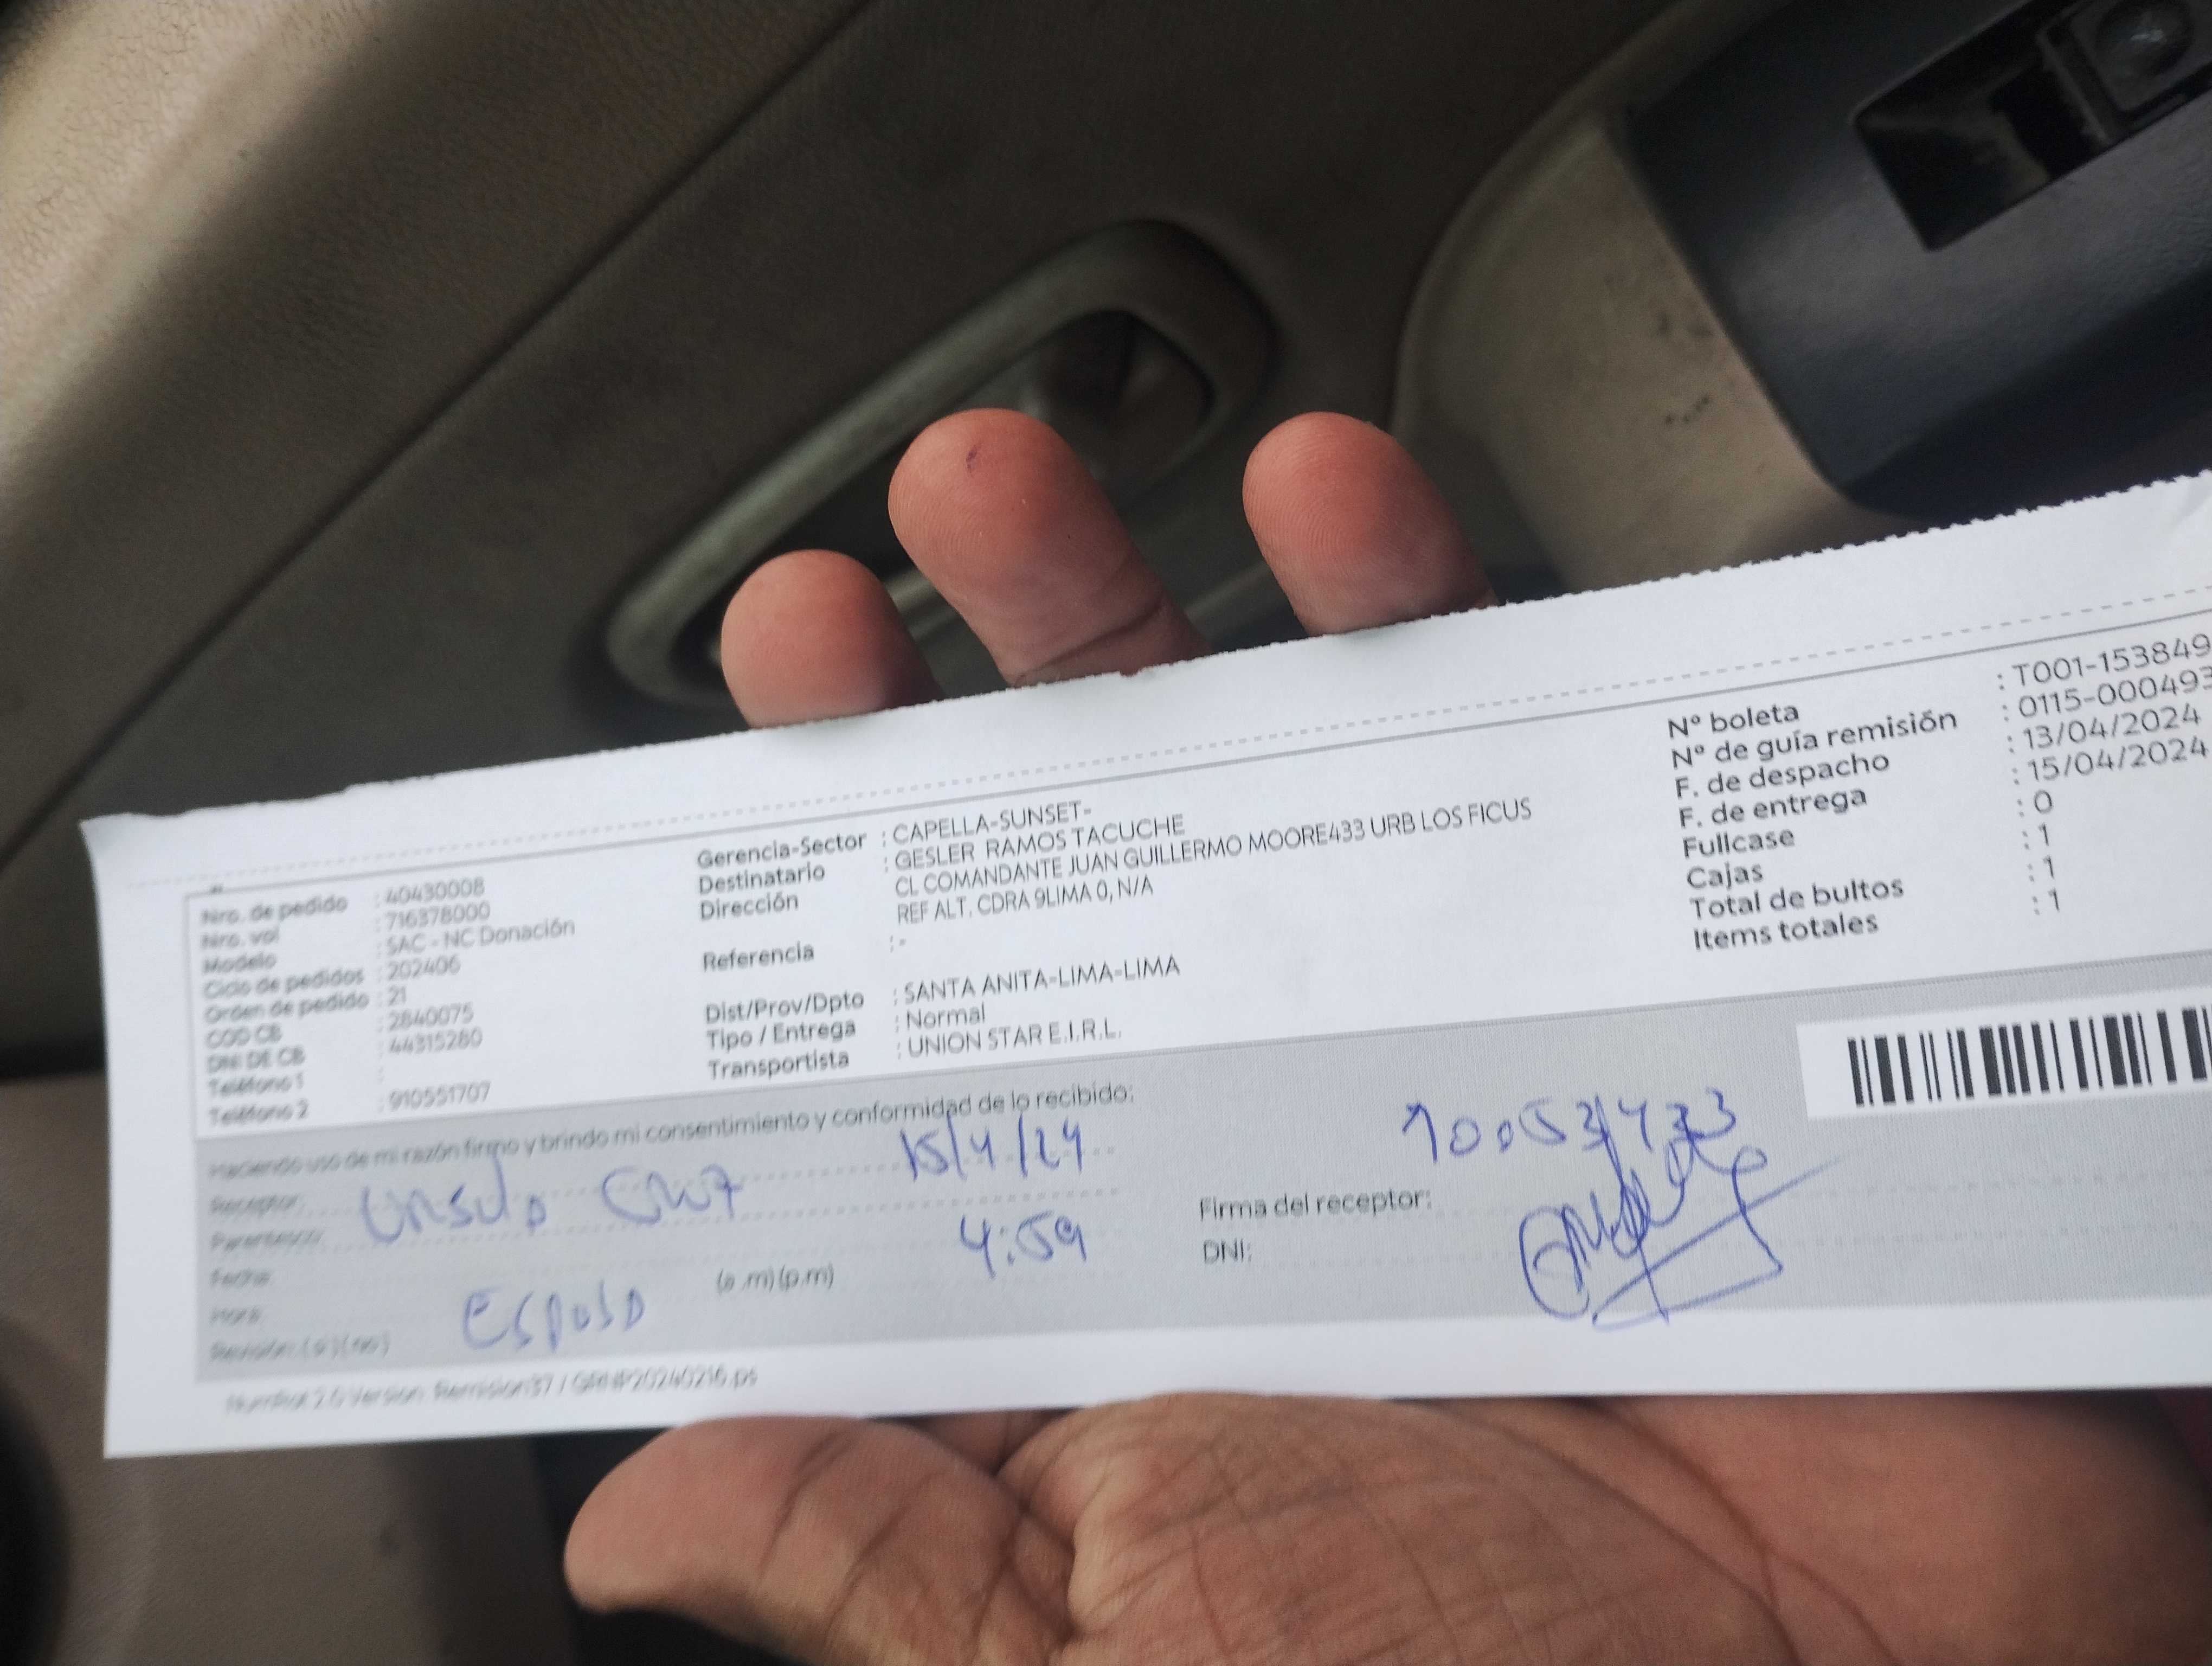 Nro. de pedido : 40430008
Nro. vol : 716378000
Modelo : SAC - NC Donación
Ciclo de pedidos : 202406
Orden de pedido : 21
COD CB : 2840075
DNI DE CB : 44315280
Teléfono 1 :
Teléfono 2 : 910551707
Gerencia-Sector : CAPELLA-SUNSET-
Destinatario : GESLER RAMOS TACUCHE
Dirección CL COMANDANTE JUAN GUILLERMO MOORE433 URB LOS FICUS
REF ALT. CDRA 9LIMA 0, N/A
Referencia : -
Dist/Prov/Dpto : SANTA ANITA-LIMA-LIMA
Tipo / Entrega : Normal
Transportista : UNION STAR E.I.R.L.
Nº boleta : T001-153849
Nº de guía remisión : 0115-000493
F. de despacho : 13/04/2024
F. de entrega : 15/04/2024
Fullcase : 0
Cajas : 1
Total de bultos : 1
Items totales : 1
Haciendo uso de mi razón firmo y brindo mi consentimiento y conformidad de lo recibido:
Receptor:
Parentesco:
Fecha:
Hora:
Revisión: (si) (no)
15/4/24
4:59
Esposo
(a .m) (p.m)
Firma del receptor:
DNI: